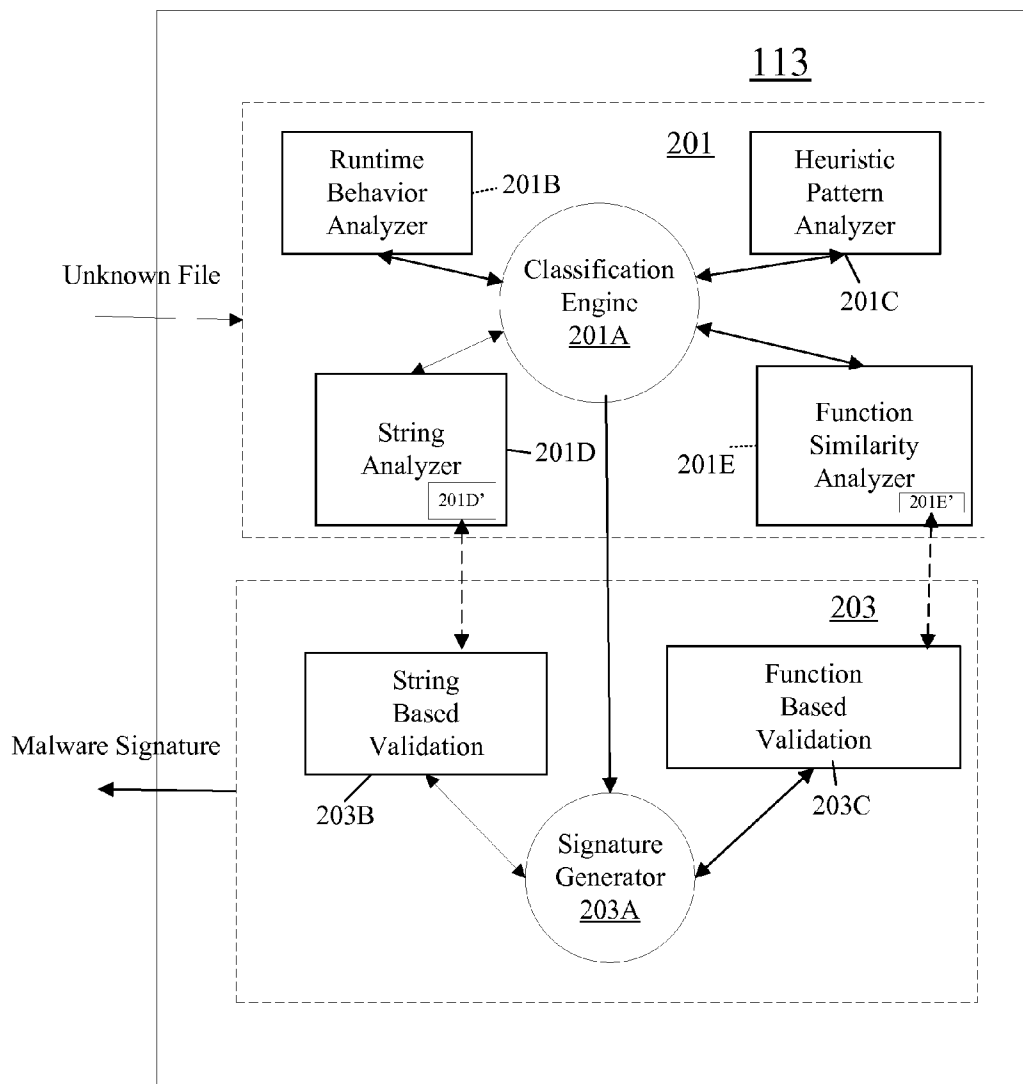 113
201
Runtime
Behavior
Analyzer
201B
Heuristic
Pattern
Analyzer
201C
Unknown File
Classification
Engine
201A
String
Analyzer
201D'
201D
Function
Similarity
Analyzer
201E'
201E
203
String
Based
Validation
203B
Function
Based
Validation
203C
Malware Signature
Signature
Generator
203A